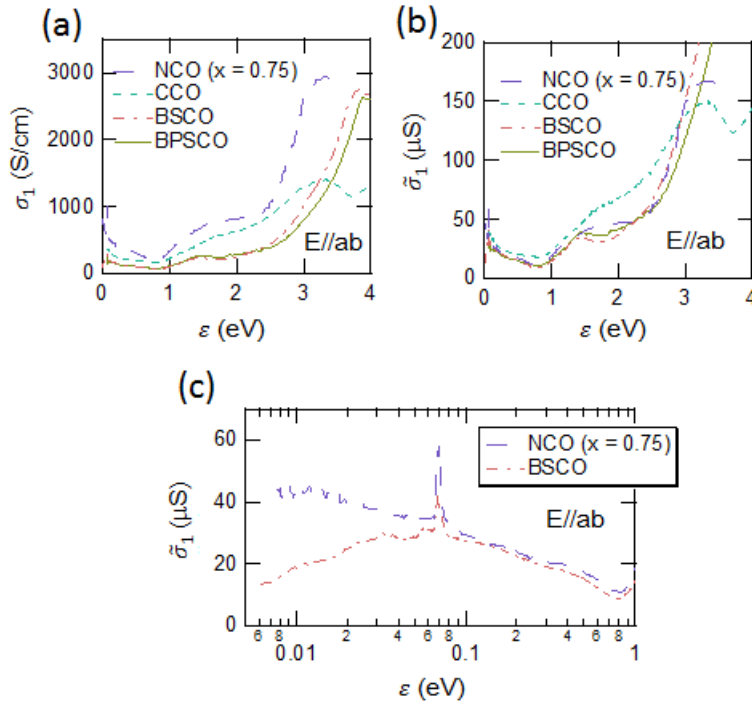 (a)
3000
2000
1000
0
σ₁ (S/cm)
NCO (x = 0.75)
CCO
BSCO
BPSCO
E//ab
0 1 2 3 4
ε (eV)
(b)
200
150
100
50
0
σ̃₁ (µS)
NCO (x = 0.75)
CCO
BSCO
BPSCO
E//ab
0 1 2 3 4
ε (eV)
(c)
60
40
20
0
σ̃₁ (µS)
NCO (x = 0.75)
BSCO
E//ab
6 8 2 4 6 8 2 4 6 8
0.01 0.1 1
ε (eV)